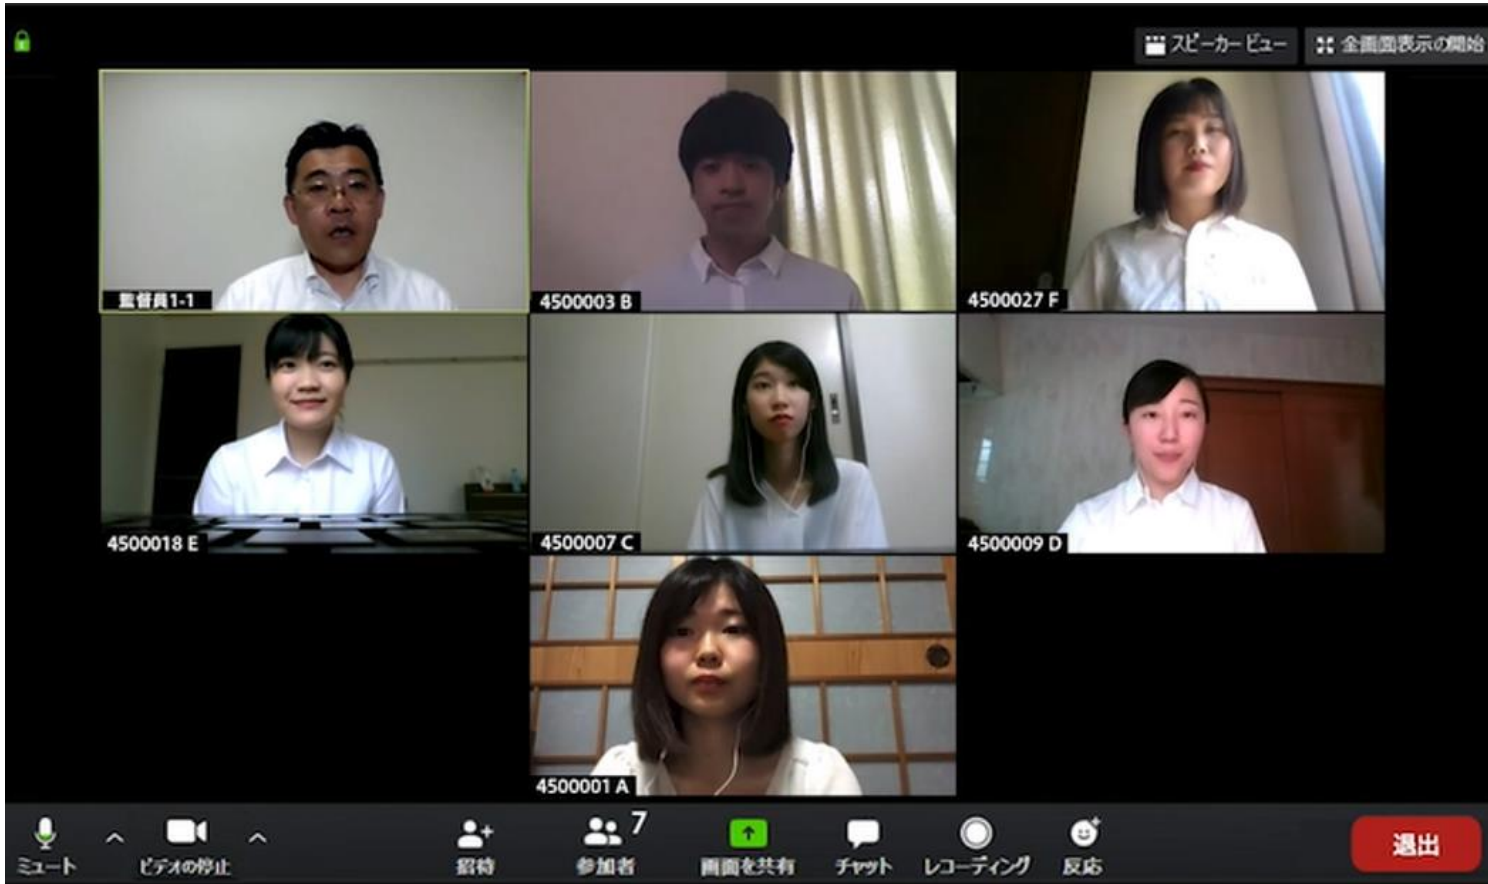 スピーカー ビュー
全画面表示の開始
監督員1-1
4500003 B
4500027 F
4500018 E
4500007 C
4500009 D
4500001 A
7
ミュート
ビデオの停止
招待
参加者
画面を共有
チャット
レコーディング
反応
退出